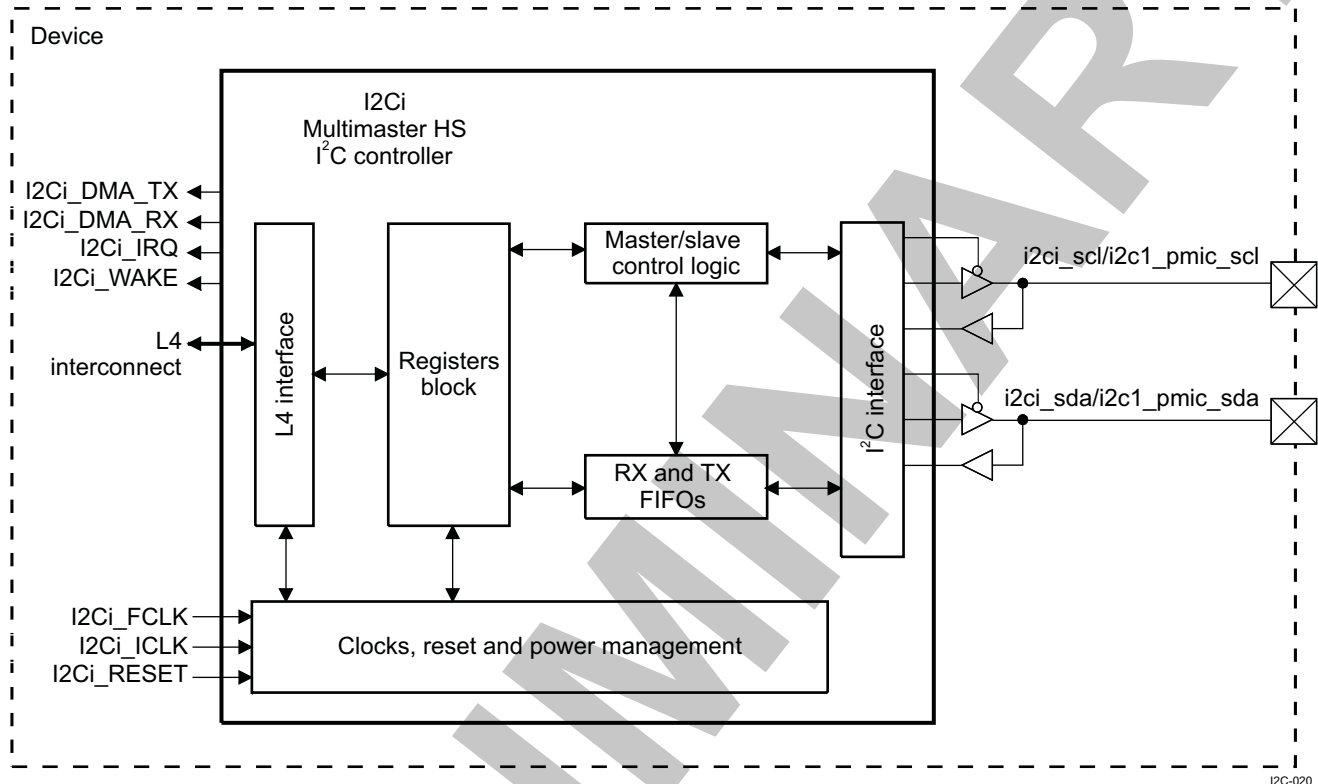 Device
I2Ci
Multimaster HS
I²C controller
I2Ci_DMA_TX
I2Ci_DMA_RX
I2Ci_IRQ
I2Ci_WAKE
L4
interconnect
L4 interface
Registers
block
Master/slave
control logic
RX and TX
FIFOs
I²C interface
i2ci_scl/i2c1_pmic_scl
i2ci_sda/i2c1_pmic_sda
I2Ci_FCLK
I2Ci_ICLK
I2Ci_RESET
Clocks, reset and power management
I2C-020